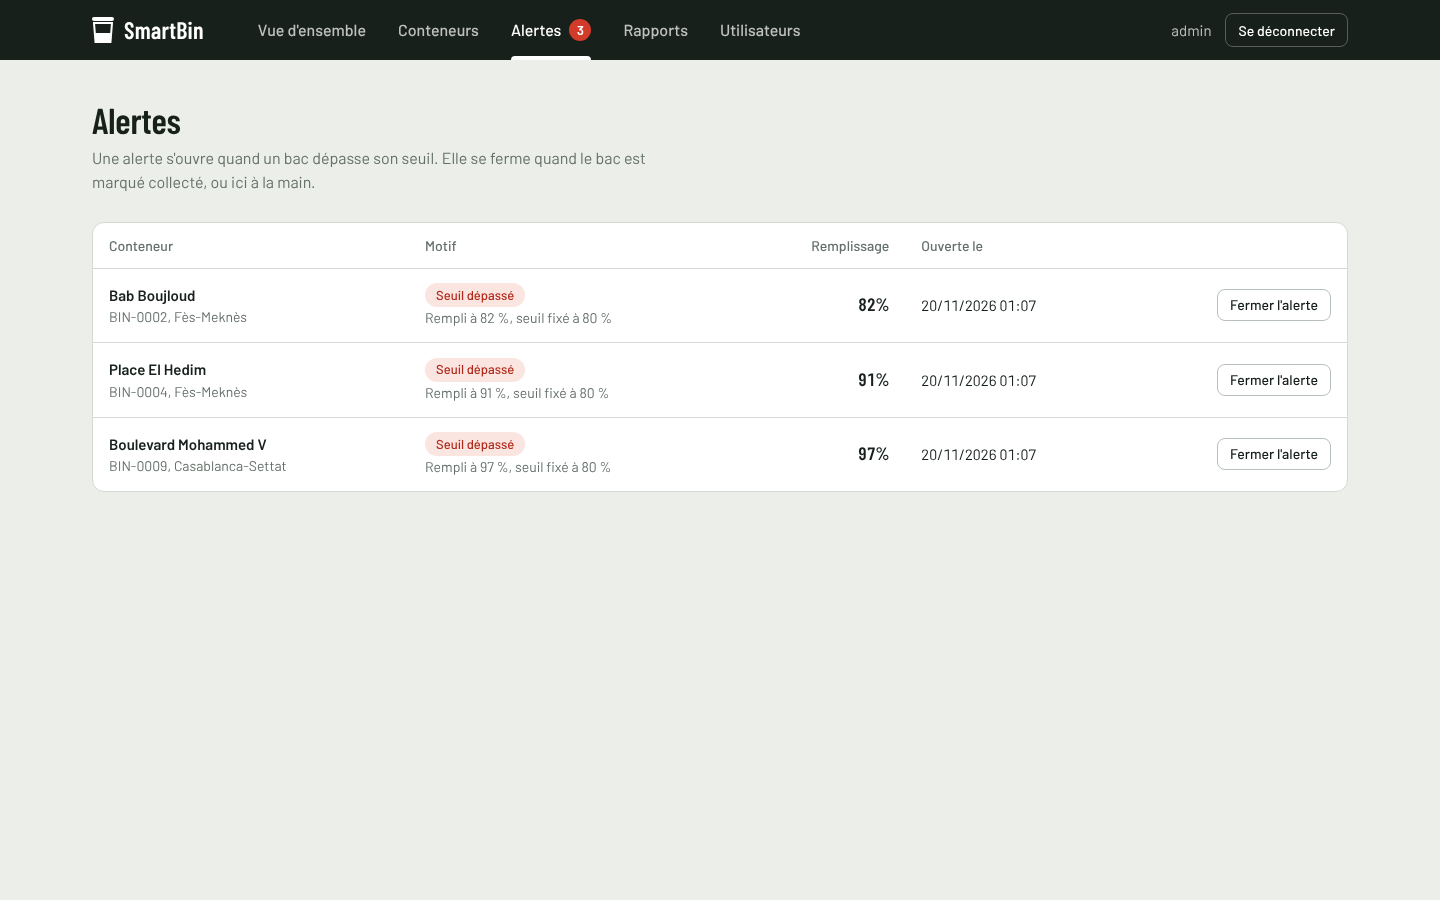 SmartBin
Vue d'ensemble
Conteneurs
Alertes 3
Rapports
Utilisateurs
admin
Se déconnecter
Alertes
Une alerte s'ouvre quand un bac dépasse son seuil. Elle se ferme quand le bac est
marqué collecté, ou ici à la main.
Conteneur Motif Remplissage Ouverte le
Bab Boujloud
BIN-0002, Fès-Meknès
Seuil dépassé
Rempli à 82 %, seuil fixé à 80 %
82%
20/11/2026 01:07
Fermer l'alerte
Place El Hedim
BIN-0004, Fès-Meknès
Seuil dépassé
Rempli à 91 %, seuil fixé à 80 %
91%
20/11/2026 01:07
Fermer l'alerte
Boulevard Mohammed V
BIN-0009, Casablanca-Settat
Seuil dépassé
Rempli à 97 %, seuil fixé à 80 %
97%
20/11/2026 01:07
Fermer l'alerte